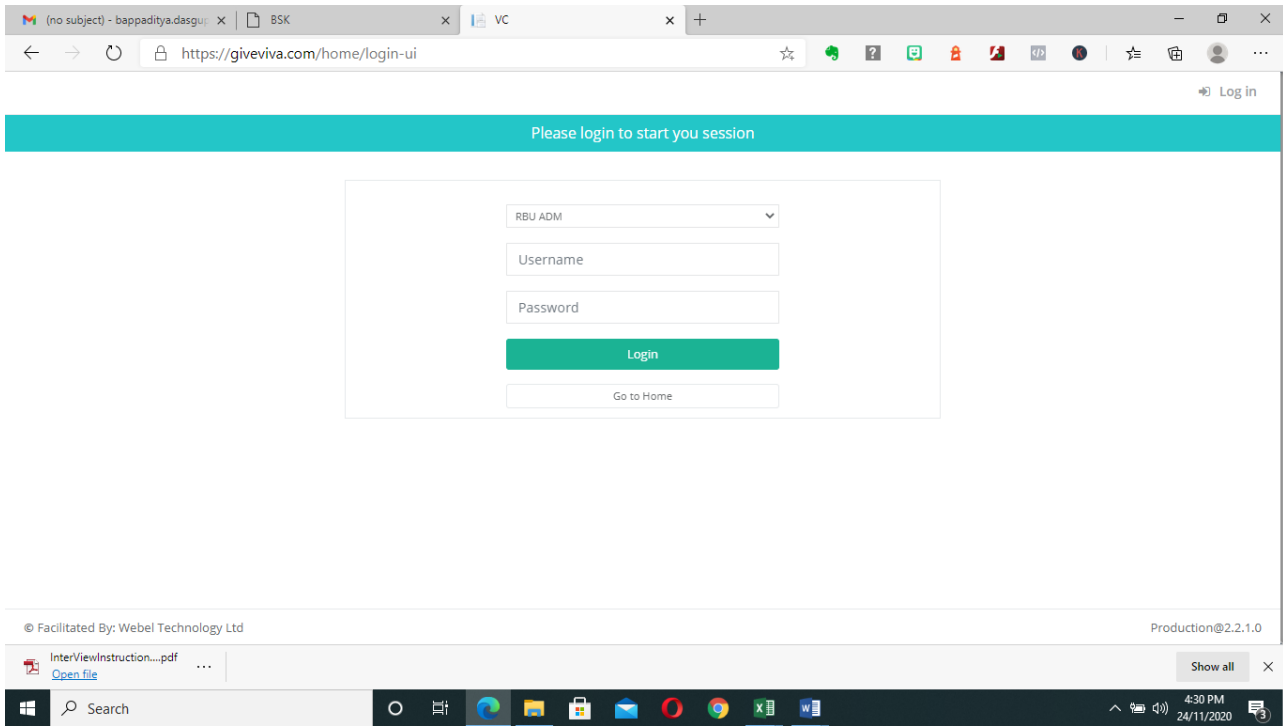 (no subject) - bappaditya.dasgup
BSK
VC
https://giveviva.com/home/login-ui
Log in
Please login to start you session
RBU ADM
Username
Password
Login
Go to Home
© Facilitated By: Webel Technology Ltd
Production@2.2.1.0
InterViewInstruction....pdf
Open file
Show all
Search
4:30 PM
24/11/2020
3